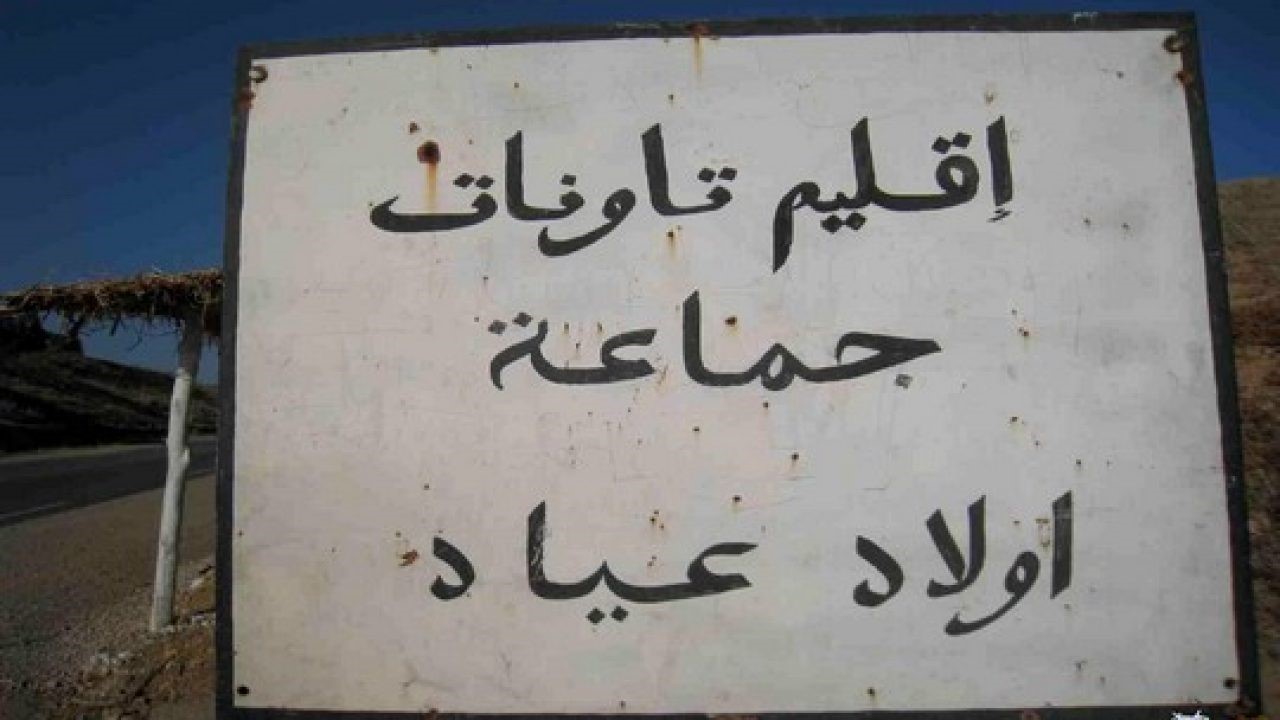 إقليم تاونات
جماعة
اولاد عياد